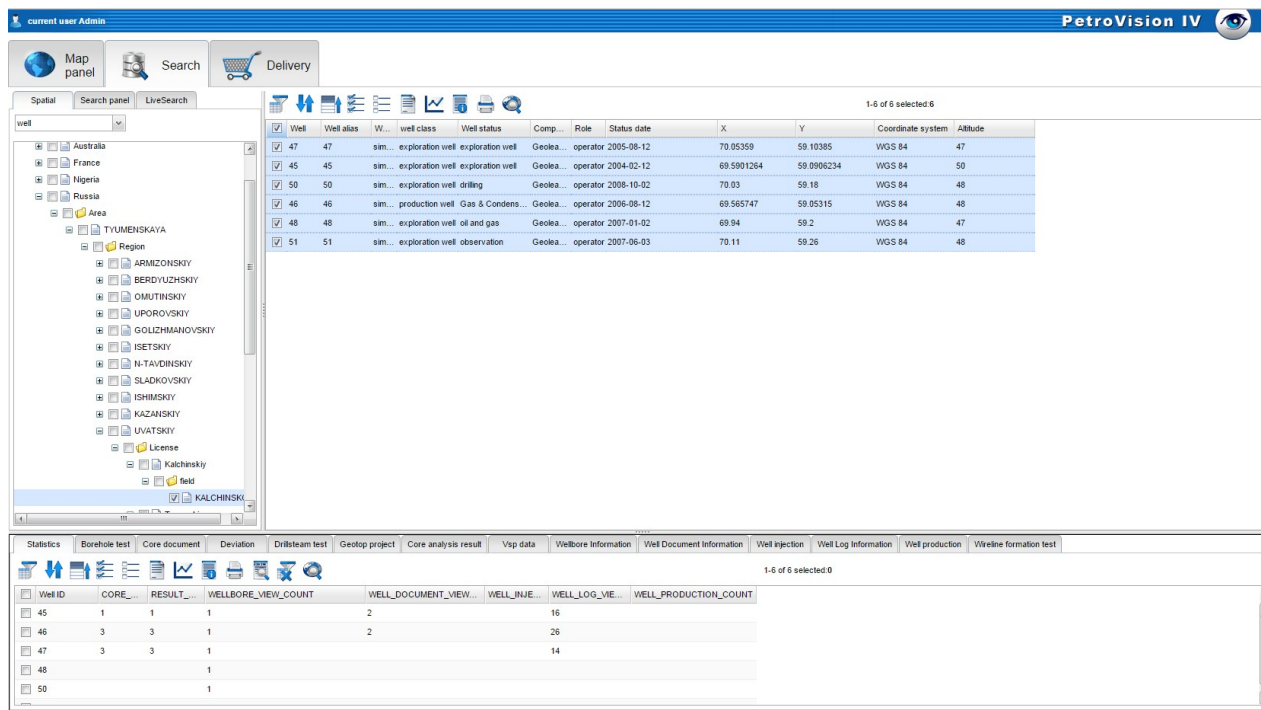 current user Admin
PetroVision IV
Map panel
Search
Delivery
Spatial Search panel LiveSearch
1-6 of 6 selected:6
well
Well Well alias W... well class Well status Comp... Role Status date X Y Coordinate system Altitude
47 47 sim... exploration well exploration well Geolea... operator 2005-08-12 70.05359 59.10385 WGS 84 47
45 45 sim... exploration well exploration well Geolea... operator 2004-02-12 69.5901264 59.0906234 WGS 84 50
50 50 sim... exploration well drilling Geolea... operator 2008-10-02 70.03 59.18 WGS 84 48
46 46 sim... production well Gas & Condens... Geolea... operator 2006-08-12 69.565747 59.05315 WGS 84 48
48 48 sim... exploration well oil and gas Geolea... operator 2007-01-02 69.94 59.2 WGS 84 47
51 51 sim... exploration well observation Geolea... operator 2007-06-03 70.11 59.26 WGS 84 48
Australia
France
Nigeria
Russia
Area
TYUMENSKAYA
Region
ARMIZONSKIY
BERDYUZHSKIY
OMUTINSKIY
UPOROVSKIY
GOLIZHMANOVSKIY
ISETSKIY
N-TAVDINSKIY
SLADKOVSKIY
ISHIMSKIY
KAZANSKIY
UVATSKIY
License
Kalchinskiy
field
KALCHINSK
Statistics Borehole test Core document Deviation Drillsteam test Geotop project Core analysis result Vsp data Wellbore Information Well Document Information Well injection Well Log Information Well production Wireline formation test
1-6 of 6 selected:0
Well ID CORE_... RESULT_... WELLBORE_VIEW_COUNT WELL_DOCUMENT_VIEW... WELL_INJE... WELL_LOG_VIE... WELL_PRODUCTION_COUNT
45 1 1 1 2 16
46 3 3 1 2 26
47 3 3 1 14
48 1
50 1